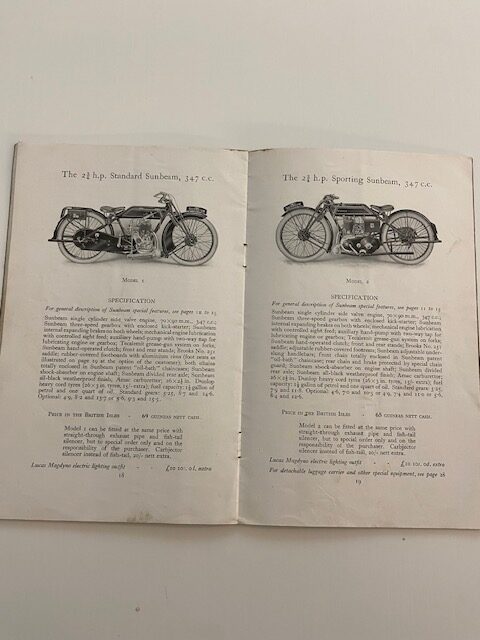 The 2¾ h.p. Standard Sunbeam, 347 c.c.
Model 1
SPECIFICATION
For general description of Sunbeam special features, see pages 12 to 15
Sunbeam single cylinder side valve engine, 70×90 m.m., 347 c.c.;
Sunbeam three-speed gearbox with enclosed kick-starter; Sunbeam
internal expanding brakes on both wheels; mechanical engine lubrication
with controlled sight feed; auxiliary hand-pump with two-way tap for
lubricating engine or gearbox; Tecalemit grease-gun system on forks;
Sunbeam hand-operated clutch; front and rear stands; Brooks No.
saddle; rubber-covered footboards with aluminium rims (foot rests as
illustrated on page 19 at the option of the customer); both chains
totally enclosed in Sunbeam patent "oil-bath" chaincases; Sunbeam
shock-absorber on engine shaft; Sunbeam divided rear axle; Sunbeam
all-black weatherproof finish; Amac carburetter; 26×2½ in. Dunlop
heavy cord tyres (26×3 in. tyres, 15/- extra); fuel capacity 1¾ gallon of
petrol and one quart of oil. Standard gears: 5.25, 8.7 and 14.6.
Optional: 4.9, 8.2 and 13.7 or 5.6, 9.3 and 15.5.
Price in the British Isles · 69 guineas nett cash.
Model 1 can be fitted at the same price with
straight-through exhaust pipe and fish-tail
silencer, but to special order only and on the
responsibility of the purchaser. Carbjector
silencer instead of fish-tail, 20/- nett extra.
Lucas Magdyno electric lighting outfit · £10 10s. 0d. extra
18
The 2¾ h.p. Sporting Sunbeam, 347 c.c.
Model 2
SPECIFICATION
For general description of Sunbeam special features, see pages 12 to 15
Sunbeam single cylinder side valve engine, 70×90 m.m., 347 c.c.;
Sunbeam three-speed gearbox with enclosed kick-starter; Sunbeam
internal expanding brakes on both wheels; mechanical engine lubrication
with controlled sight feed; auxiliary hand-pump with two-way tap for
lubricating engine or gearbox; Tecalemit grease-gun system on forks;
Sunbeam hand-operated clutch; front and rear stands; Brooks No.
saddle; adjustable rubber-covered footrests; Sunbeam adjustable under-
slung handlebars; front chain totally enclosed in Sunbeam patent
"oil-bath" chaincase; rear chain and brake protected by special chain
guard; Sunbeam shock-absorber on engine shaft; Sunbeam divided
rear axle; Sunbeam all-black weatherproof finish; Amac carburetter;
26×2½ in. Dunlop heavy cord tyres (26×3 in. tyres, 15/- extra); fuel
capacity: 1¾ gallon of petrol and one quart of oil. Standard gears: 5.25,
7.9 and 11.6. Optional: 4.6, 7.0 and 10.3 or 4.9, 7.4 and 11.0 or 5.6,
8.4 and 12.6.
Price in the British Isles · 68 guineas nett cash.
Model 2 can be fitted at the same price with
straight-through exhaust pipe and fish-tail
silencer, but to special order only and on the
responsibility of the purchaser. Carbjector
silencer instead of fish-tail, 20/- nett extra.
Lucas Magdyno electric lighting outfit · · £10 10s. 0d. extra
For detachable luggage carrier and other special equipment, see page 28
19